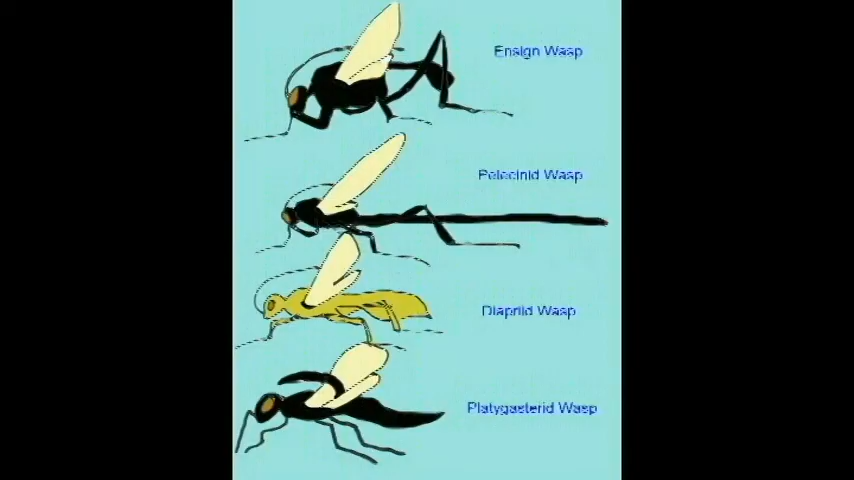 Ensign Wasp
Pelecinid Wasp
Diapriid Wasp
Platygasterid Wasp